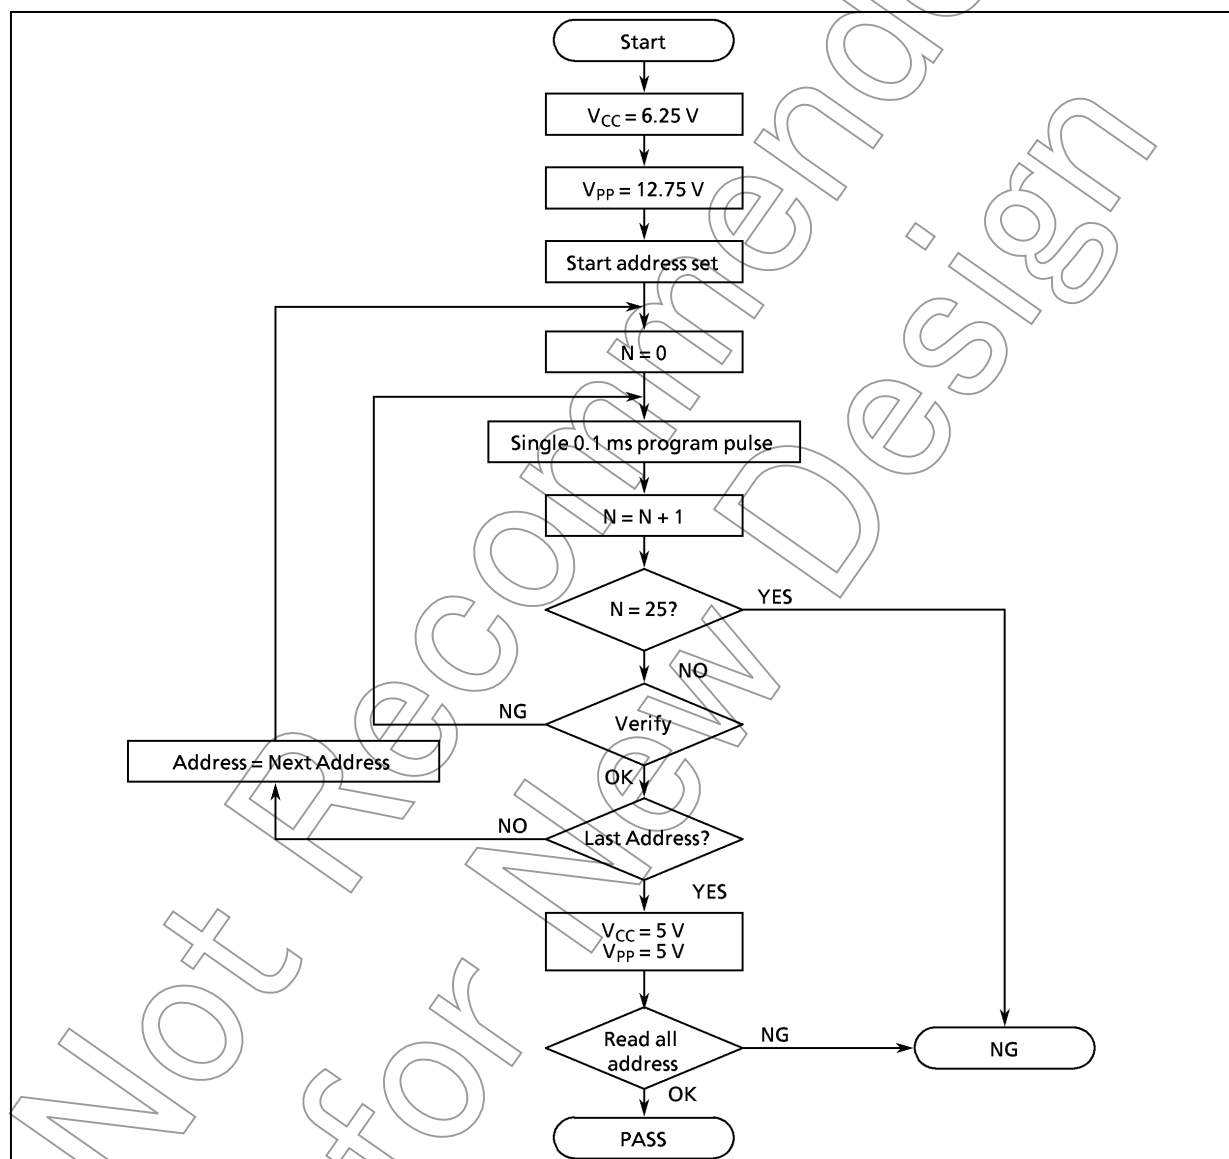 Start
VCC = 6.25 V
VPP = 12.75 V
Start address set
N = 0
Single 0.1 ms program pulse
N = N + 1
N = 25?
YES
NO
NG
Verify
Address = Next Address
OK
NO
Last Address?
YES
VCC = 5 V
VPP = 5 V
Read all
address
NG
NG
OK
PASS
Not Recommende
for New Design